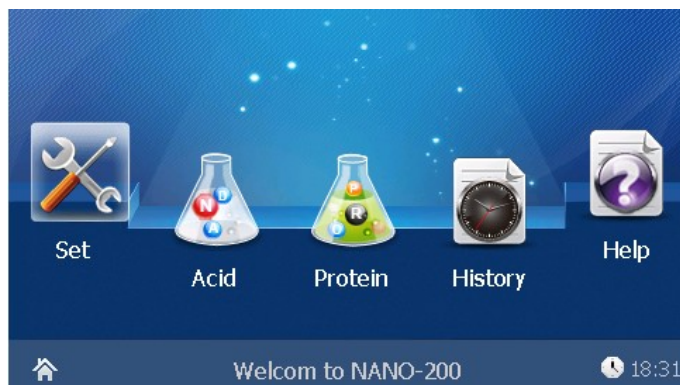 N
D
A
P
R
D
Set
Acid
Protein
History
Help
Welcom to NANO-200
18:31